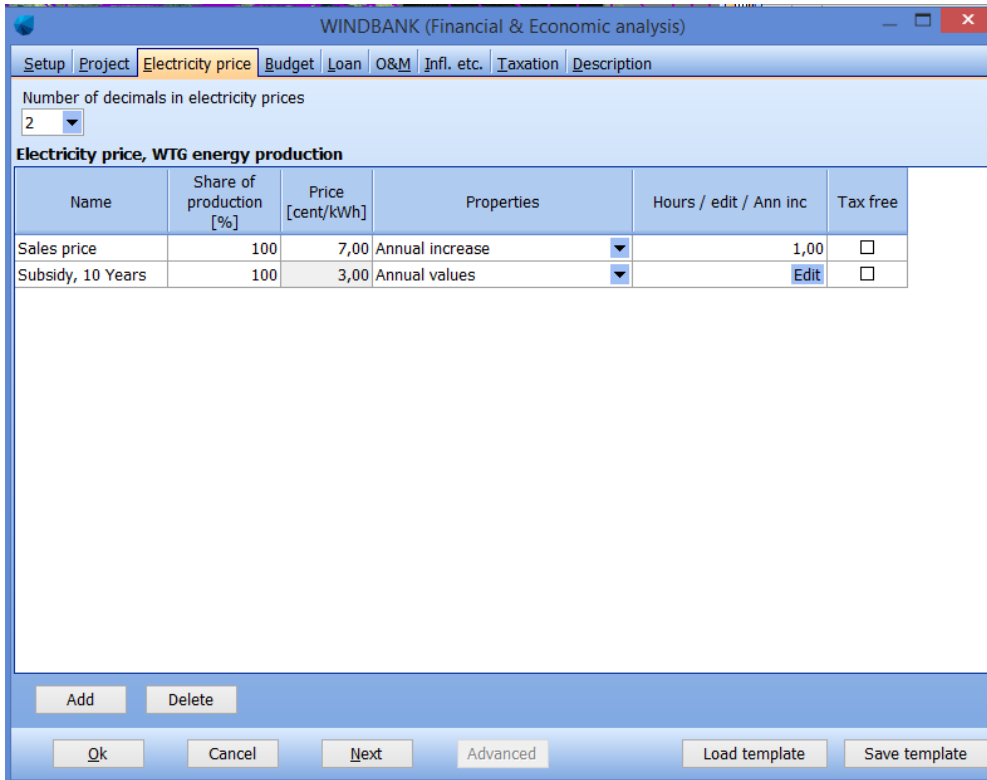 WINDBANK (Financial & Economic analysis)
Setup Project Electricity price Budget Loan O&M Infl. etc. Taxation Description
Number of decimals in electricity prices
2
Electricity price, WTG energy production
Name Share of production [%] Price [cent/kWh] Properties Hours / edit / Ann inc Tax free
Sales price 100 7,00 Annual increase 1,00
Subsidy, 10 Years 100 3,00 Annual values Edit
Add Delete
Ok Cancel Next Advanced Load template Save template